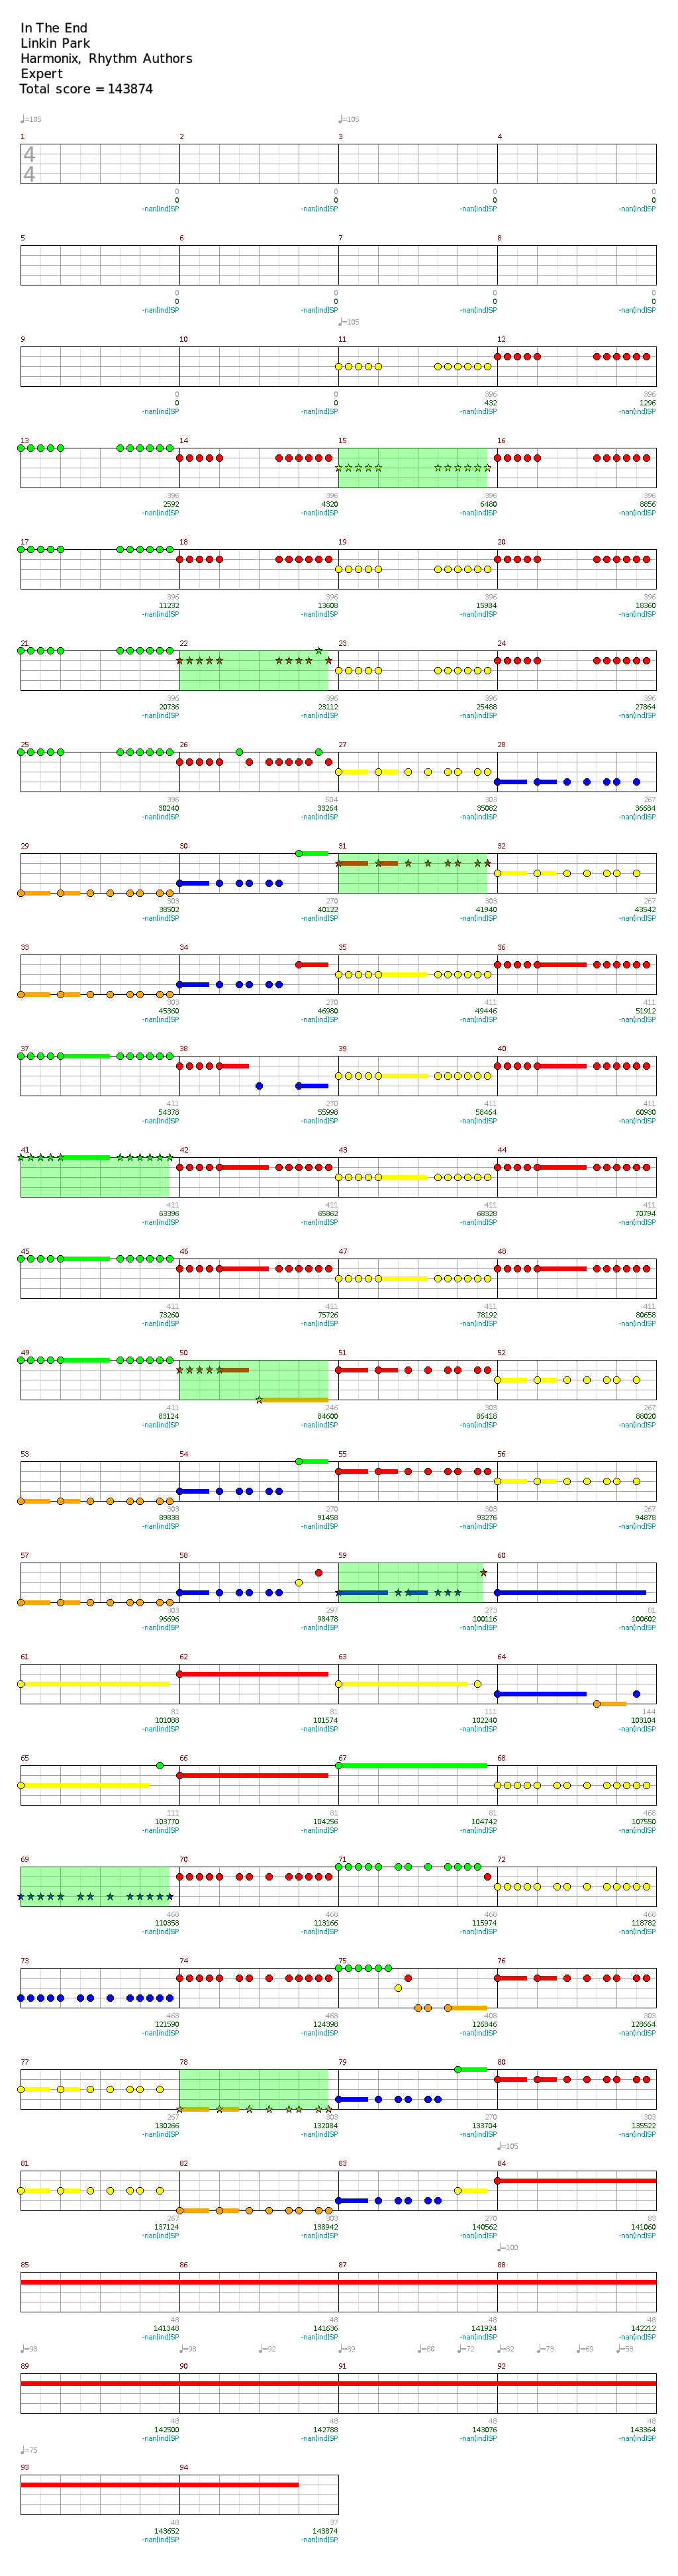 In The End
Linkin Park
Harmonix, Rhythm Authors
Expert
Total score = 143874
♩=105 ♩=105
1 2 3 4
4
4
0 0 0 0
0 0 0 0
-nan[ind]SP -nan[ind]SP -nan[ind]SP -nan[ind]SP
5 6 7 8
0 0 0 0
0 0 0 0
-nan[ind]SP -nan[ind]SP -nan[ind]SP -nan[ind]SP
♩=105
9 10 11 12
0 0 396 396
0 0 432 1296
-nan[ind]SP -nan[ind]SP -nan[ind]SP -nan[ind]SP
13 14 15 16
396 396 396 396
2592 4320 6480 8856
-nan[ind]SP -nan[ind]SP -nan[ind]SP -nan[ind]SP
17 18 19 20
396 396 396 396
11232 13608 15984 18360
-nan[ind]SP -nan[ind]SP -nan[ind]SP -nan[ind]SP
21 22 23 24
396 396 396 396
20736 23112 25488 27864
-nan[ind]SP -nan[ind]SP -nan[ind]SP -nan[ind]SP
25 26 27 28
396 504 303 267
30240 33264 35082 36684
-nan[ind]SP -nan[ind]SP -nan[ind]SP -nan[ind]SP
29 30 31 32
303 270 303 267
38502 40122 41940 43542
-nan[ind]SP -nan[ind]SP -nan[ind]SP -nan[ind]SP
33 34 35 36
303 270 411 411
45360 46980 49446 51912
-nan[ind]SP -nan[ind]SP -nan[ind]SP -nan[ind]SP
37 38 39 40
411 270 411 411
54378 55998 58464 60930
-nan[ind]SP -nan[ind]SP -nan[ind]SP -nan[ind]SP
41 42 43 44
411 411 411 411
63396 65862 68328 70794
-nan[ind]SP -nan[ind]SP -nan[ind]SP -nan[ind]SP
45 46 47 48
411 411 411 411
73260 75726 78192 80658
-nan[ind]SP -nan[ind]SP -nan[ind]SP -nan[ind]SP
49 50 51 52
411 246 303 267
83124 84600 86418 88020
-nan[ind]SP -nan[ind]SP -nan[ind]SP -nan[ind]SP
53 54 55 56
303 270 303 267
89838 91458 93276 94878
-nan[ind]SP -nan[ind]SP -nan[ind]SP -nan[ind]SP
57 58 59 60
303 297 273 81
96696 98478 100116 100602
-nan[ind]SP -nan[ind]SP -nan[ind]SP -nan[ind]SP
61 62 63 64
81 81 111 144
101088 101574 102240 103104
-nan[ind]SP -nan[ind]SP -nan[ind]SP -nan[ind]SP
65 66 67 68
111 81 81 468
103770 104256 104742 107550
-nan[ind]SP -nan[ind]SP -nan[ind]SP -nan[ind]SP
69 70 71 72
468 468 468 468
110358 113166 115974 118782
-nan[ind]SP -nan[ind]SP -nan[ind]SP -nan[ind]SP
73 74 75 76
468 468 408 303
121590 124398 126846 128664
-nan[ind]SP -nan[ind]SP -nan[ind]SP -nan[ind]SP
77 78 79 80
267 303 270 303
130266 132084 133704 135522
-nan[ind]SP -nan[ind]SP -nan[ind]SP -nan[ind]SP
♩=105
81 82 83 84
267 303 270 83
137124 138942 140562 141060
-nan[ind]SP -nan[ind]SP -nan[ind]SP -nan[ind]SP
♩=100
85 86 87 88
48 48 48 48
141348 141636 141924 142212
-nan[ind]SP -nan[ind]SP -nan[ind]SP -nan[ind]SP
♩=98 ♩=98 ♩=92 ♩=89 ♩=80 ♩=72 ♩=82 ♩=73 ♩=69 ♩=58
89 90 91 92
48 48 48 48
142500 142788 143076 143364
-nan[ind]SP -nan[ind]SP -nan[ind]SP -nan[ind]SP
♩=75
93 94
48 37
143652 143874
-nan[ind]SP -nan[ind]SP